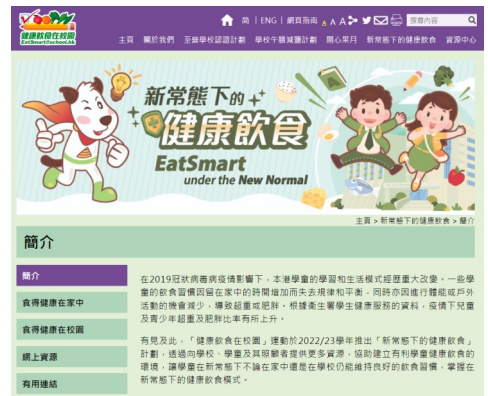 健康飲食在校園
EatSmart@school.hk
简 | ENG | 網頁指南 A A A
搜尋內容
主頁 關於我們 至營學校認證計劃 學校午膳減鹽計劃 開心果月 新常態下的健康飲食 資源中心
新常態下的
健康飲食
EatSmart
under the New Normal
主頁 > 新常態下的健康飲食 > 簡介
簡介
簡介
食得健康在家中
食得健康在校園
網上資源
有用連結
在2019冠狀病毒病疫情影響下，本港學童的學習和生活模式經歷重大改變。一些學
童的飲食習慣因留在家中的時間增加而失去規律和平衡，同時亦因進行體能或戶外
活動的機會減少，導致超重或肥胖。根據衞生署學生健康服務的資料，疫情下兒童
及青少年超重及肥胖比率有所上升。
有見及此，「健康飲食在校園」運動於2022/23學年推出「新常態下的健康飲食」
計劃，透過向學校、學童及其照顧者提供更多資源，協助建立有利學童健康飲食的
環境，讓學童在新常態下不論在家中還是在學校仍能維持良好的飲食習慣，掌握在
新常態下的健康飲食模式。